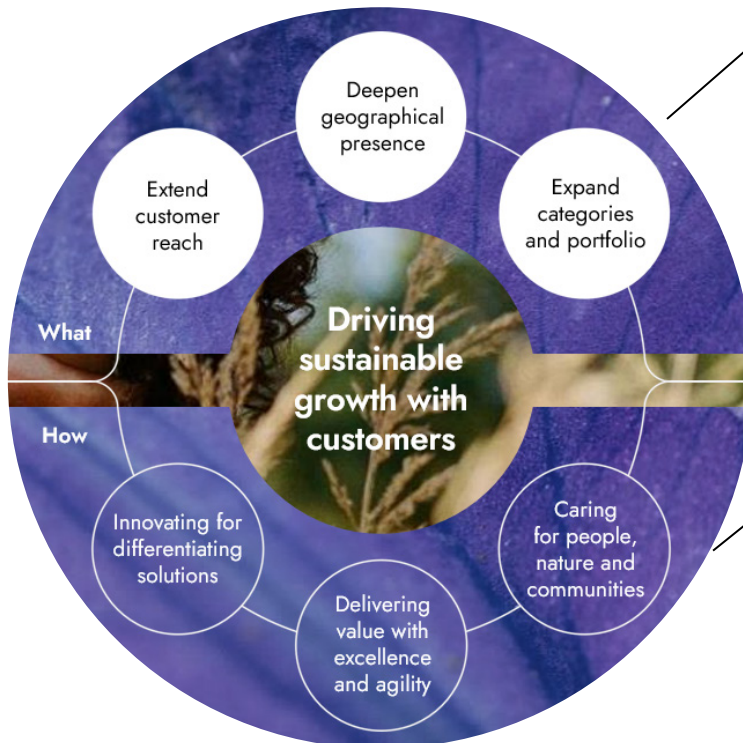 Deepen
geographical
presence
Extend
customer
reach
Expand
categories
and portfolio
What
Driving
sustainable
growth with
customers
How
Innovating for
differentiating
solutions
Caring
for people,
nature and
communities
Delivering
value with
excellence
and agility